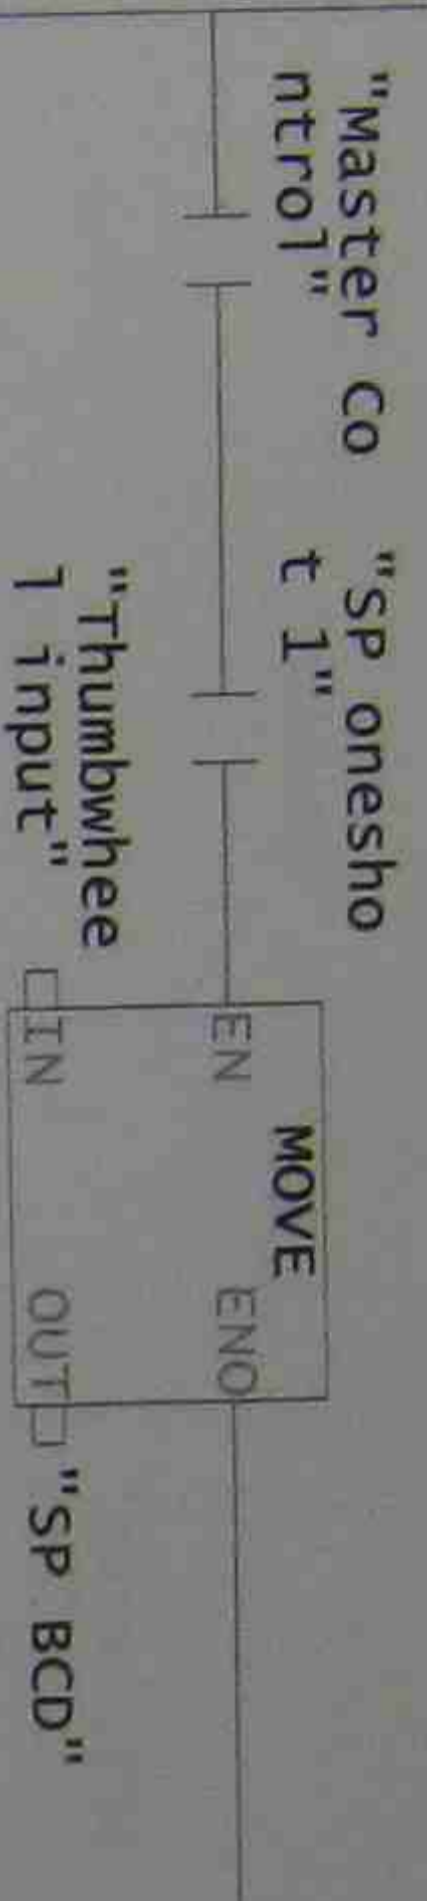 "Master Co
ntrol"
"SP onesho
t 1"
MOVE
EN
ENO
"Thumbwhee
l input"
IN
OUT
"SP BCD"